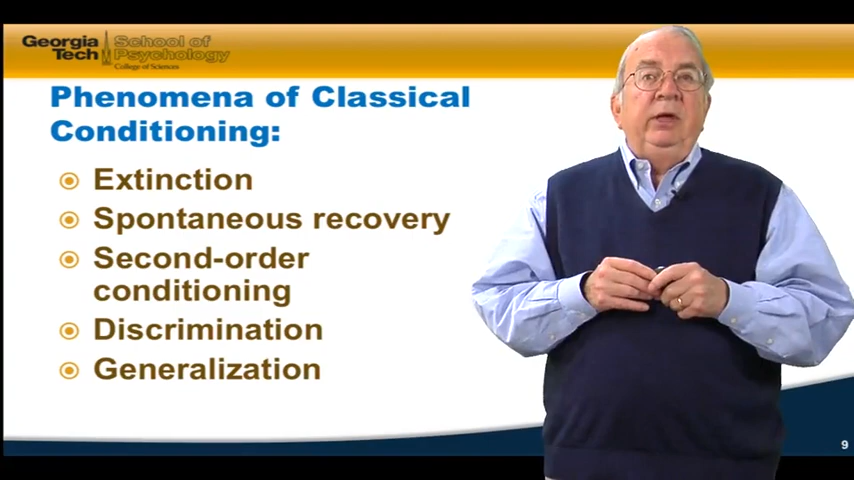 Georgia
Tech
School of
Psychology
College of Sciences
Phenomena of Classical
Conditioning:
Extinction
Spontaneous recovery
Second-order
conditioning
Discrimination
Generalization
9